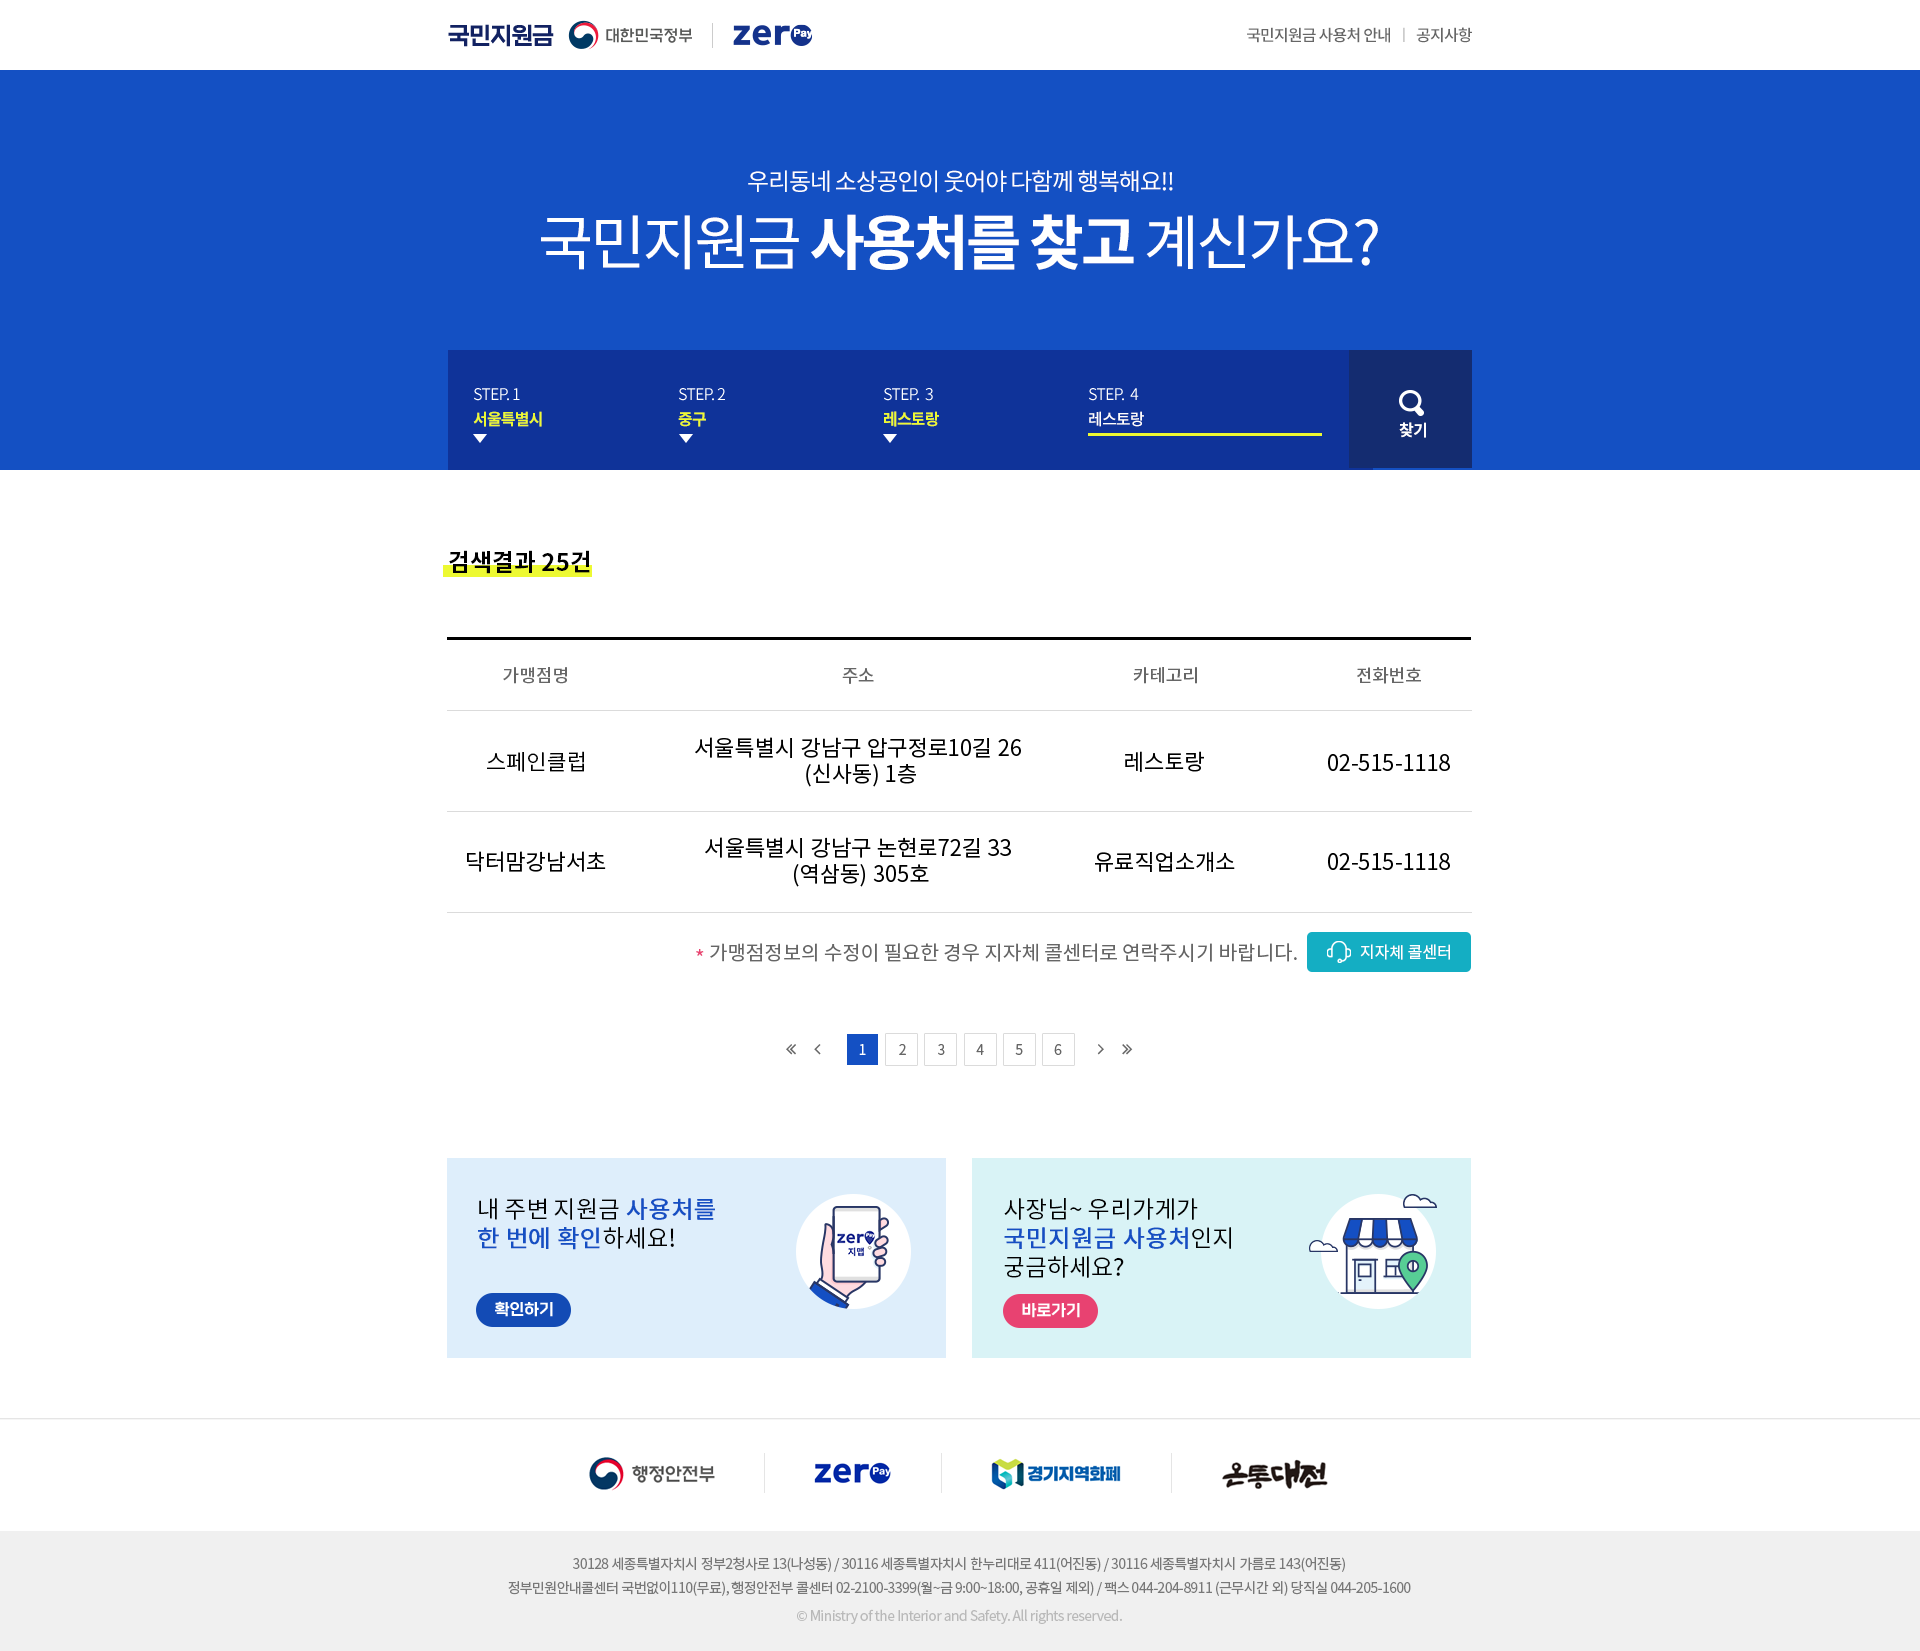 국민지원금 대한민국정부 zeroPay 국민지원금 사용처 안내 공지사항
우리동네 소상공인이 웃어야 다함께 행복해요!!
국민지원금 사용처를 찾고 계신가요?
STEP. 1 STEP. 2 STEP. 3 STEP. 4
서울특별시 중구 레스토랑 레스토랑
찾기
검색결과 25건
가맹점명 주소 카테고리 전화번호
스페인클럽 서울특별시 강남구 압구정로10길 26 레스토랑 02-515-1118
(신사동) 1층
닥터맘강남서초 서울특별시 강남구 논현로72길 33 유료직업소개소 02-515-1118
(역삼동) 305호
* 가맹점정보의 수정이 필요한 경우 지자체 콜센터로 연락주시기 바랍니다. 지자체 콜센터
1 2 3 4 5 6
내 주변 지원금 사용처를
한 번에 확인하세요!
확인하기
zeroPay
지맵
사장님~ 우리가게가
국민지원금 사용처인지
궁금하세요?
바로가기
행정안전부 zeroPay 경기지역화폐 온통대전
30128 세종특별자치시 정부2청사로 13(나성동) / 30116 세종특별자치시 한누리대로 411(어진동) / 30116 세종특별자치시 가름로 143(어진동)
정부민원안내콜센터 국번없이110(무료), 행정안전부 콜센터 02-2100-3399(월~금 9:00~18:00, 공휴일 제외) / 팩스 044-204-8911 (근무시간 외) 당직실 044-205-1600
© Ministry of the Interior and Safety. All rights reserved.